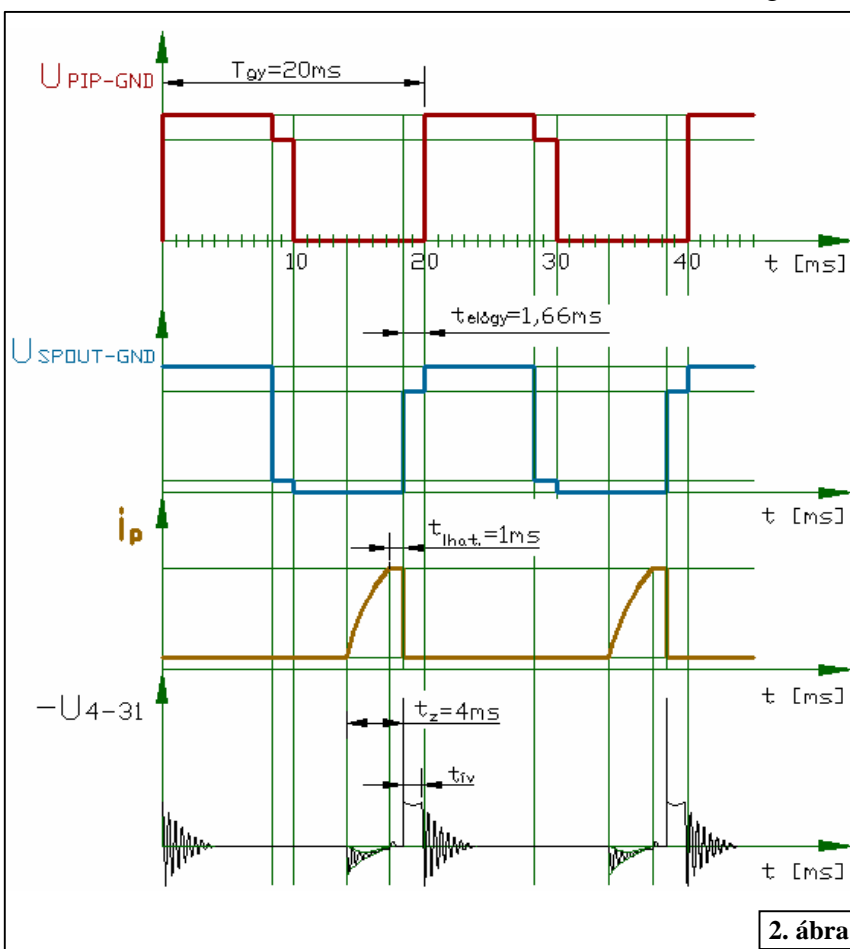 U PIP-GND
Tgy=20ms
10
20
30
40
t [ms]
telőgy=1,66ms
U SPOUT-GND
t [ms]
ip
tIhat.=1ms
t [ms]
-U4-31
tz=4ms
tív
t [ms]
2. ábra